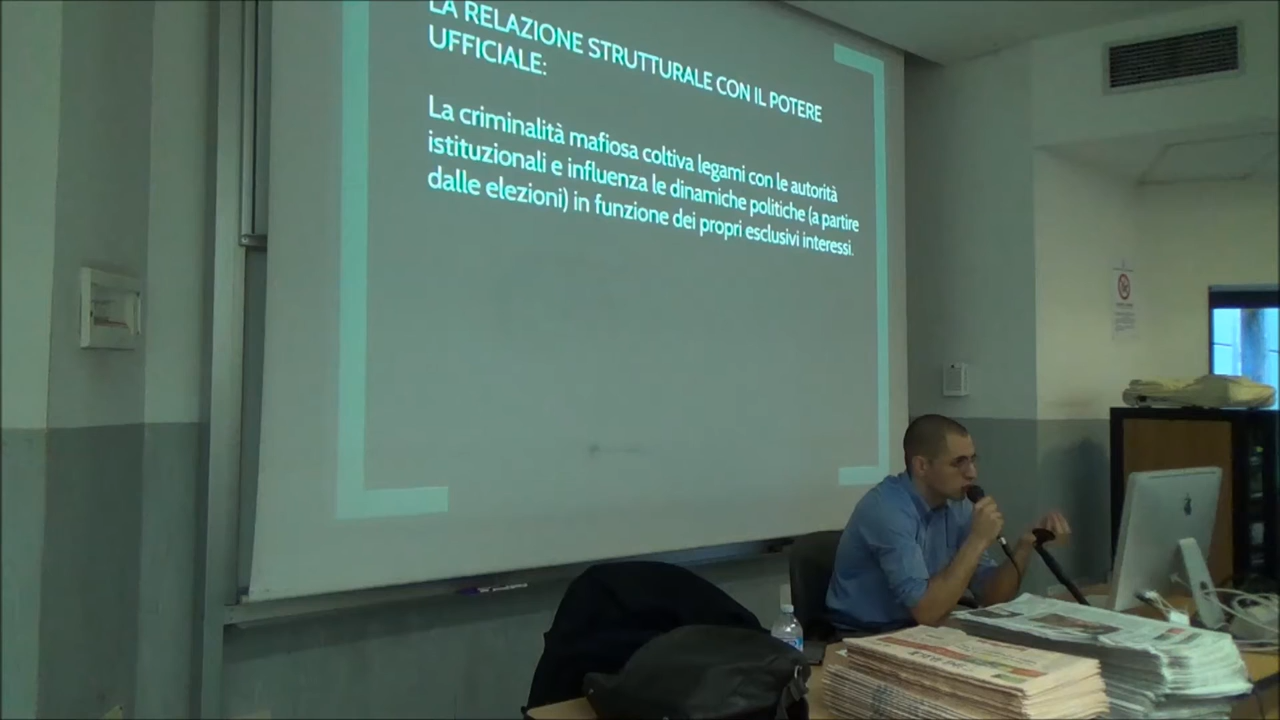 LA RELAZIONE STRUTTURALE CON IL POTERE
UFFICIALE:
La criminalità mafiosa coltiva legami con le autorità
istituzionali e influenza le dinamiche politiche (a partire
dalle elezioni) in funzione dei propri esclusivi interessi.